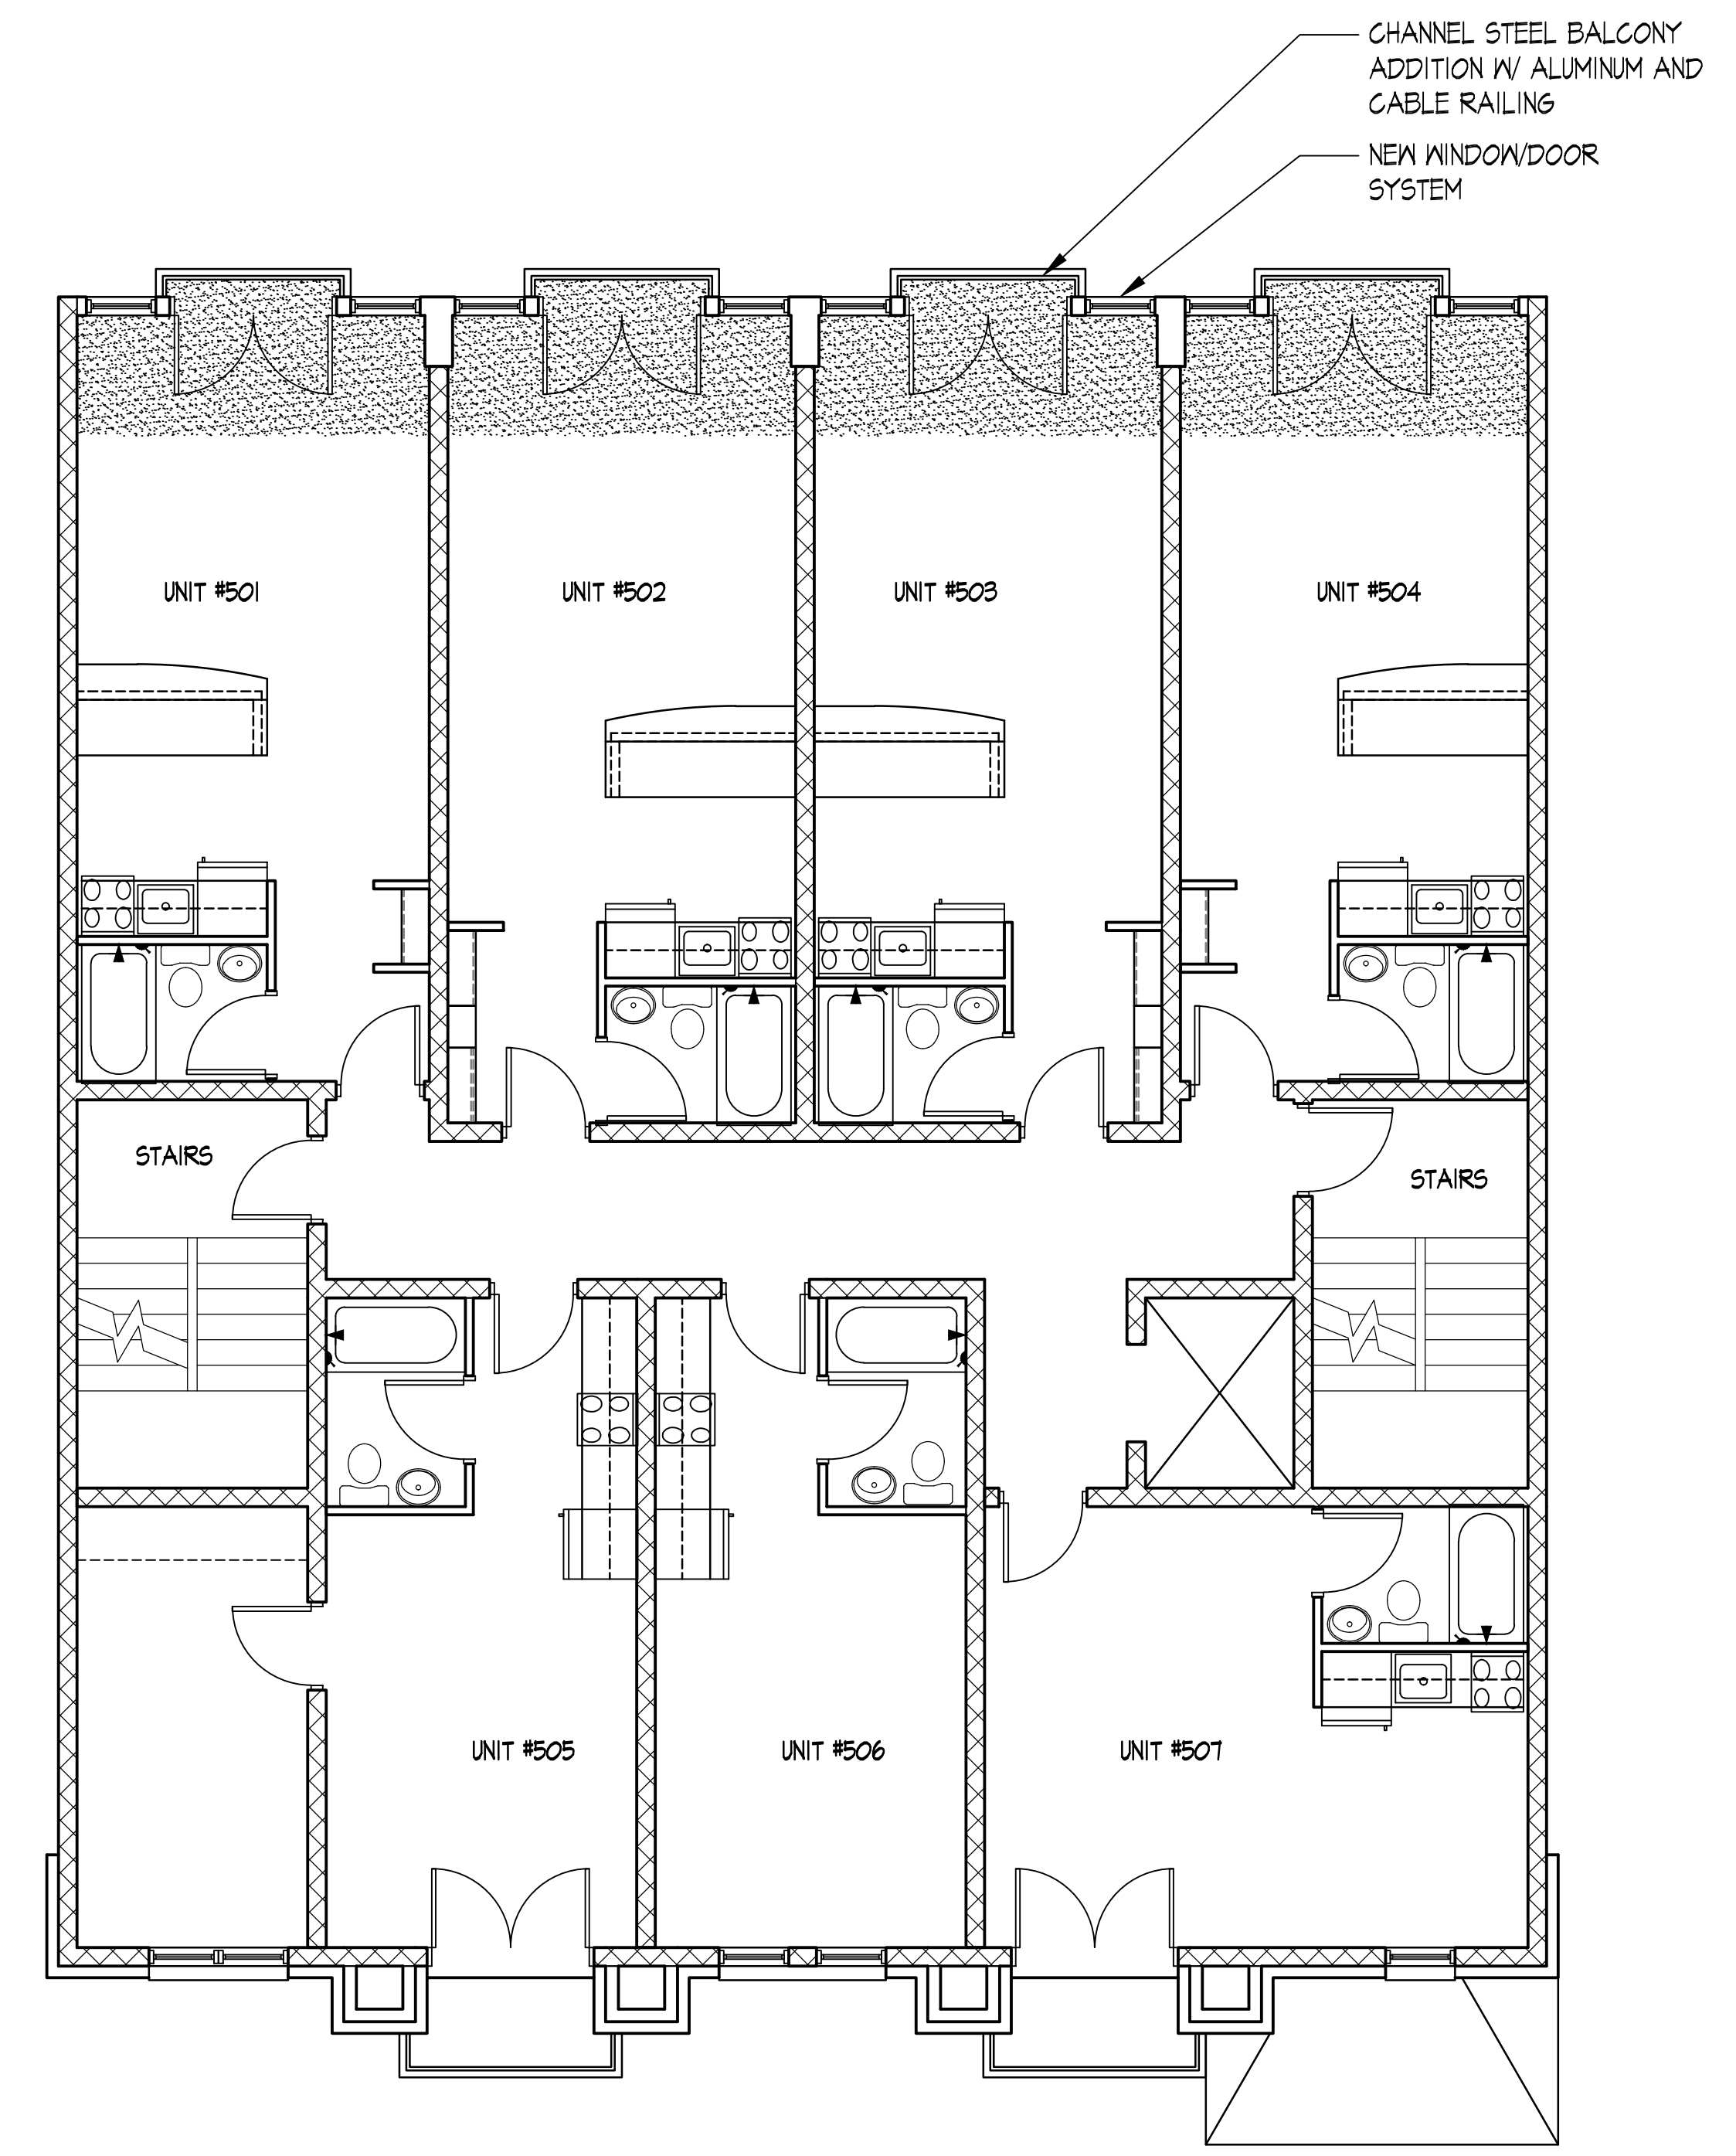 CHANNEL STEEL BALCONY
ADDITION W/ ALUMINUM AND
CABLE RAILING
NEW WINDOW/DOOR
SYSTEM
UNIT #501
UNIT #502
UNIT #503
UNIT #504
STAIRS
STAIRS
UNIT #505
UNIT #506
UNIT #507